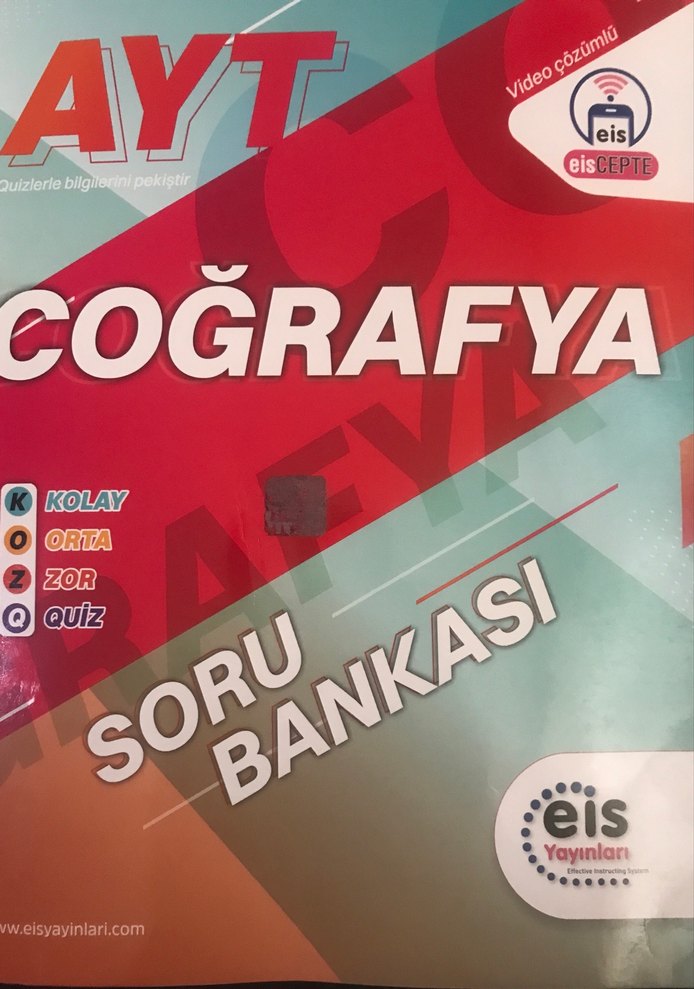 AYT
Quizlerle bilgilerini pekiştir
Video çözümlü
eis
eisCEPTE
COĞRAFYA
K KOLAY
O ORTA
Z ZOR
Q QUİZ
SORU
BANKASI
eis
Yayınları
Effective Instructing System
www.eisyayinlari.com